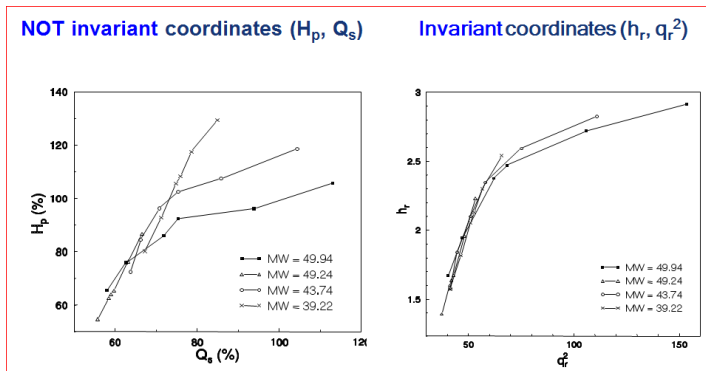 NOT invariant coordinates (Hp, Qs)
Invariant coordinates (hr, qr2)
140
120
100
80
60
Hp (%)
60
80
100
120
Qs (%)
MW = 49.94
MW = 49.24
MW = 43.74
MW = 39.22
3
2.5
2
1.5
hr
50
100
150
qr2
MW = 49.94
MW = 49.24
MW = 43.74
MW = 39.22